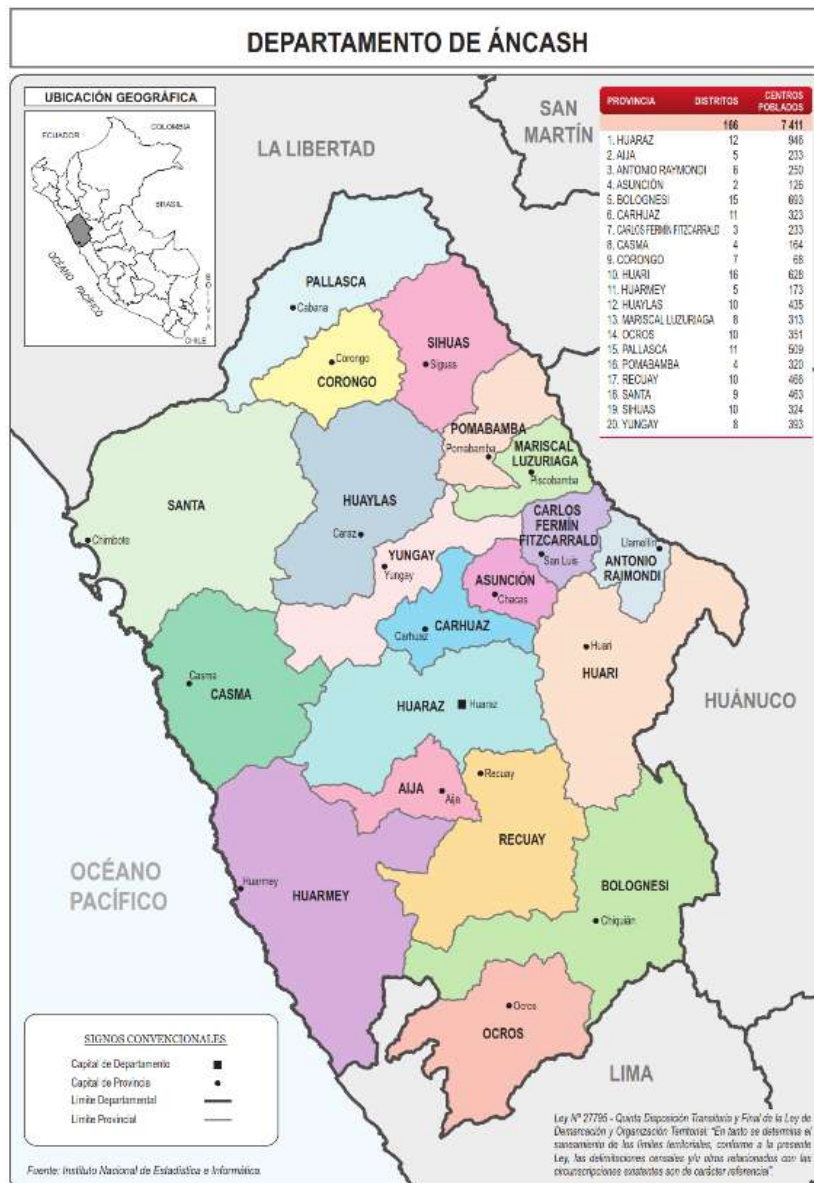 DEPARTAMENTO DE ÁNCASH
UBICACIÓN GEOGRÁFICA
ECUADOR
COLOMBIA
BRASIL
OCÉANO PACÍFICO
BOLIVIA
CHILE
PROVINCIA DISTRITOS CENTROS POBLADOS
166 7 411
1. HUARAZ 12 946
2. AIJA 5 233
3. ANTONIO RAYMONDI 6 250
4. ASUNCIÓN 2 126
5. BOLOGNESI 15 693
6. CARHUAZ 11 323
7. CARLOS FERMÍN FITZCARRALD 3 233
8. CASMA 4 164
9. CORONGO 7 68
10. HUARI 16 628
11. HUARMEY 5 173
12. HUAYLAS 10 435
13. MARISCAL LUZURIAGA 8 313
14. OCROS 10 351
15. PALLASCA 11 509
16. POMABAMBA 4 320
17. RECUAY 10 466
18. SANTA 9 463
19. SIHUAS 10 324
20. YUNGAY 8 393
SAN
MARTÍN
LA LIBERTAD
PALLASCA
Cabana
SIHUAS
Siguas
Corongo
CORONGO
POMABAMBA
Pomabamba
MARISCAL
LUZURIAGA
Piscobamba
SANTA
Chimbote
HUAYLAS
Caraz
YUNGAY
Yungay
CARLOS
FERMÍN
FITZCARRALD
San Luis
Llamellín
ANTONIO
RAIMONDI
ASUNCIÓN
Chacas
CARHUAZ
Carhuaz
Huari
HUARI
Casma
CASMA
HUARAZ
Huaraz
HUÁNUCO
AIJA
Aija
Recuay
RECUAY
OCÉANO
PACÍFICO
Huarmey
HUARMEY
BOLOGNESI
Chiquián
Ocros
OCROS
LIMA
SIGNOS CONVENCIONALES
Capital de Departamento
Capital de Provincia
Límite Departamental
Límite Provincial
Fuente: Instituto Nacional de Estadística e Informática.
Ley Nº 27795 - Quinta Disposición Transitoria y Final de la Ley de
Demarcación y Organización Territorial: "En tanto se determina el
saneamiento de los límites territoriales, conforme a la presente
Ley, las delimitaciones censales y/u otros relacionados con las
circunscripciones existentes son de carácter referencial".